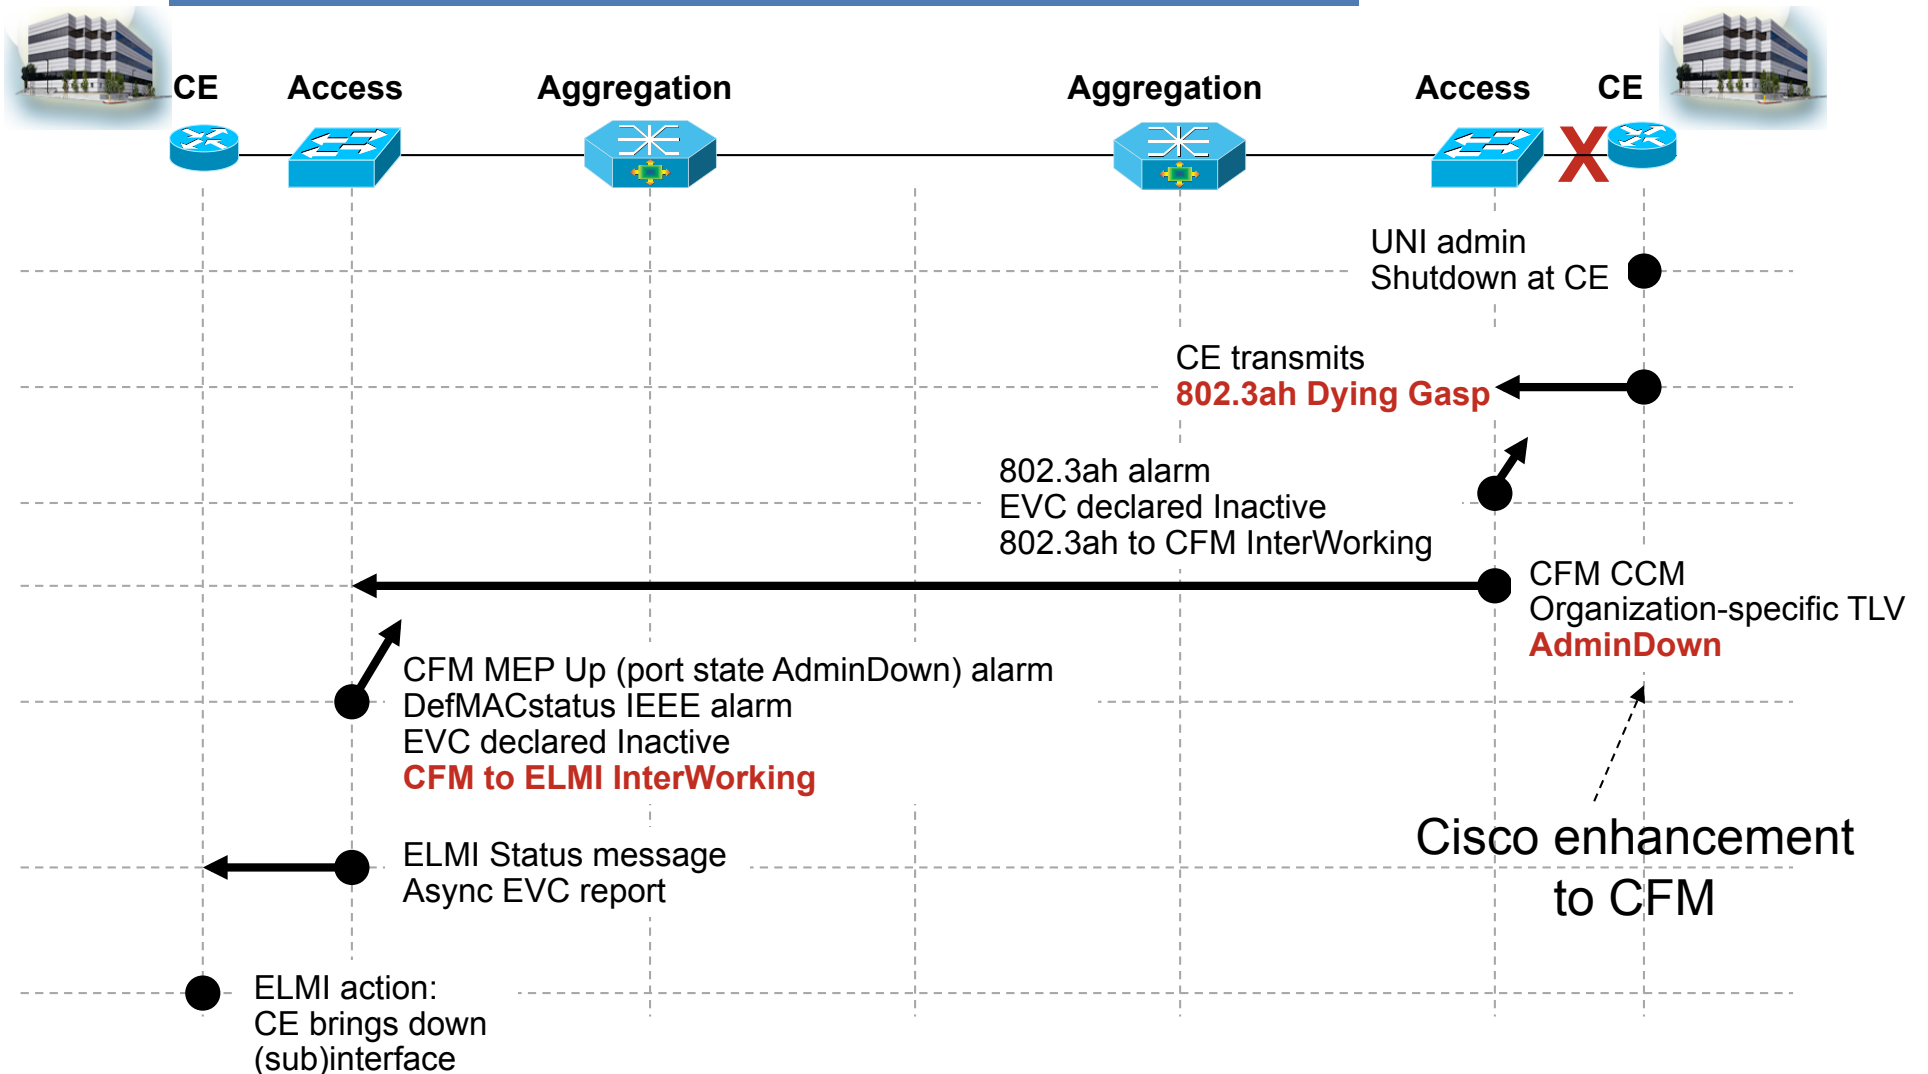 CE
Access
Aggregation
Aggregation
Access
CE
X
UNI admin
Shutdown at CE
CE transmits
802.3ah Dying Gasp
802.3ah alarm
EVC declared Inactive
802.3ah to CFM InterWorking
CFM CCM
Organization-specific TLV
AdminDown
CFM MEP Up (port state AdminDown) alarm
DefMACstatus IEEE alarm
EVC declared Inactive
CFM to ELMI InterWorking
Cisco enhancement
to CFM
ELMI Status message
Async EVC report
ELMI action:
CE brings down
(sub)interface